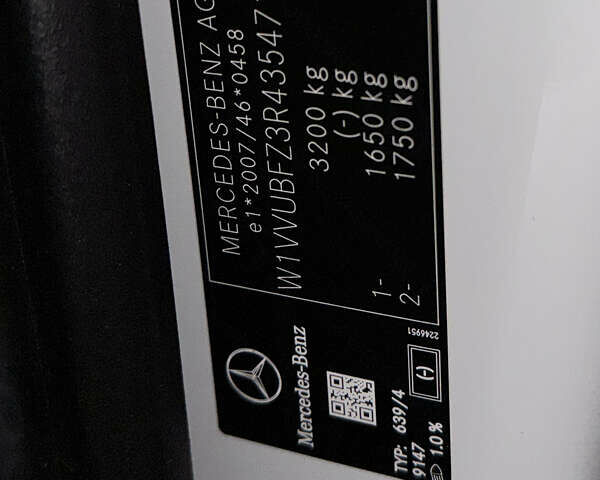 MERCEDES-BENZ AG
e1*2007/46*0458
W1VVUBFZ3R43547
3200 kg
(-) kg
1- 1650 kg
2- 1750 kg
Mercedes-Benz
2246951
TYP: 639/4
9147
(-)
1.0%